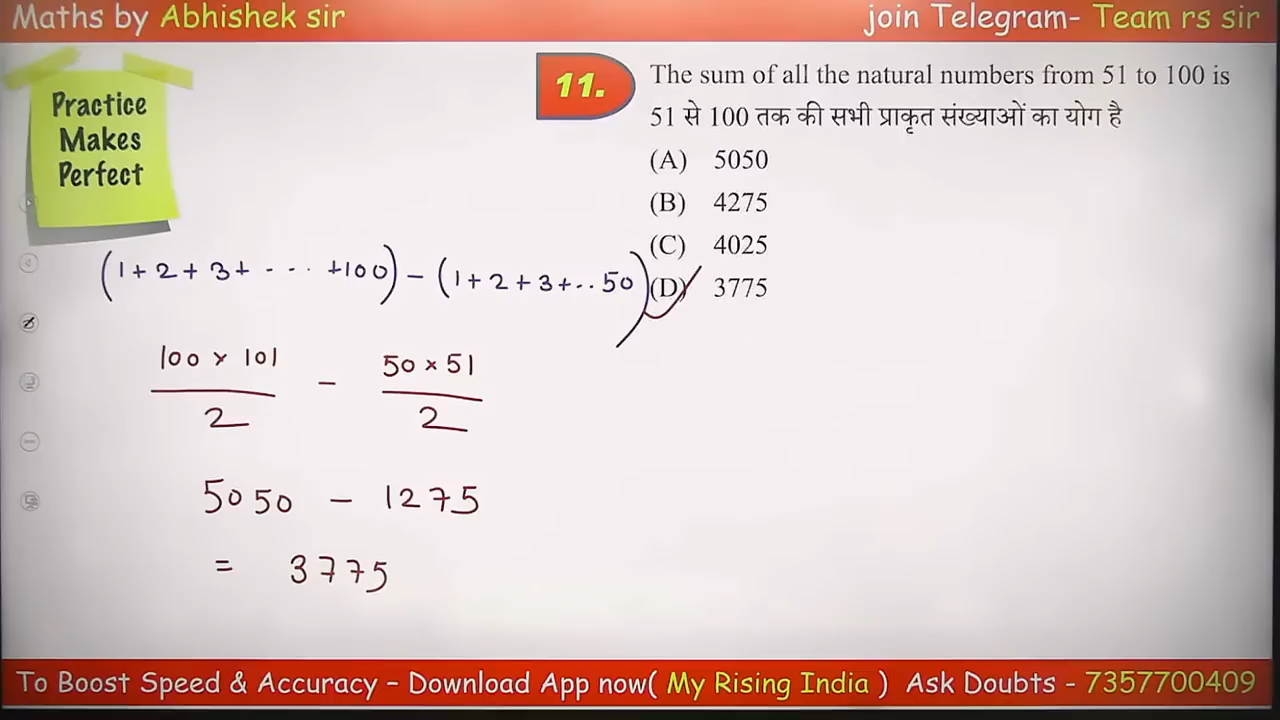 Maths by Abhishek sir
join Telegram- Team rs sir
Practice
Makes
Perfect
11.
The sum of all the natural numbers from 51 to 100 is
51 से 100 तक की सभी प्राकृत संख्याओं का योग है
(A) 5050
(B) 4275
(C) 4025
(D) 3775
(1+2+3+ - - - +100) - (1+2+3+..50)
100 × 101 / 2 - 50 × 51 / 2
5050 - 1275
= 3775
To Boost Speed & Accuracy – Download App now( My Rising India ) Ask Doubts - 7357700409